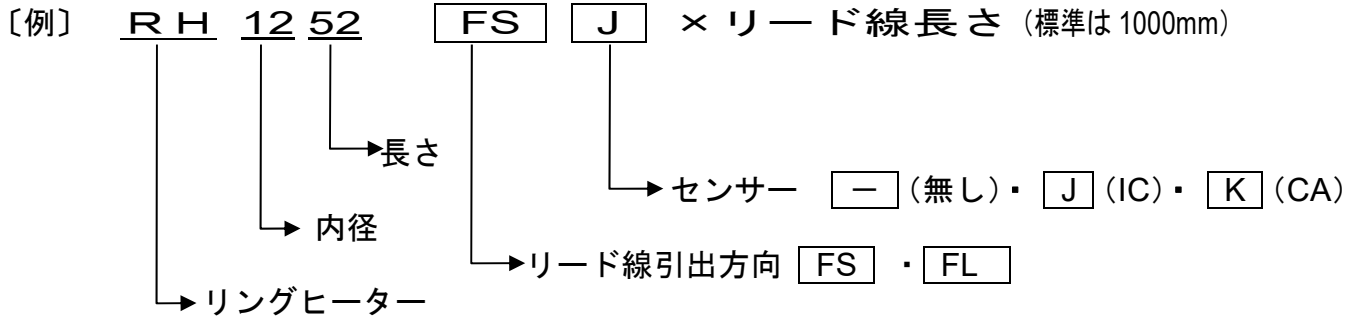 〔例〕 RH 12 52 FS J ×リード線長さ（標準は 1000mm）
長さ
センサー －（無し）・ J（IC）・ K（CA）
内径
リード線引出方向 FS ・ FL
リングヒーター